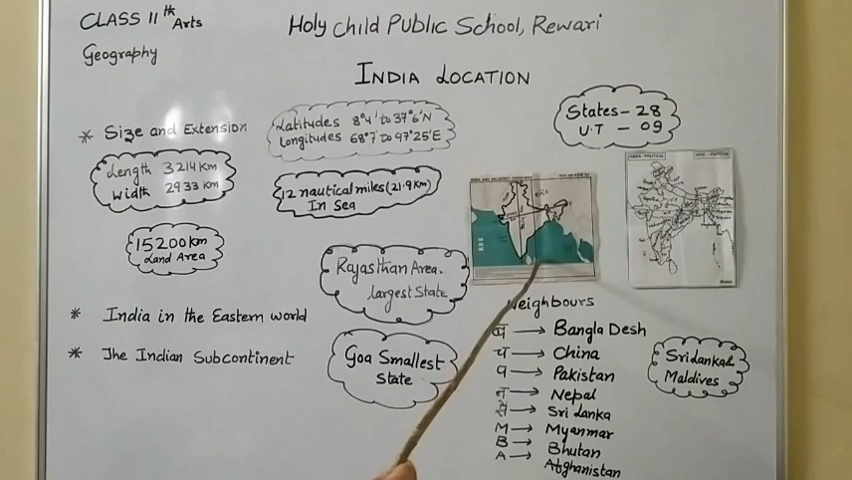 CLASS 11th Arts
Geography
Holy Child Public School, Rewari
INDIA LOCATION
* Size and Extension
Length 3214 Km
Width 2933 Km
15200km
Land Area
Latitudes 8°4' to 37°6'N
Longitudes 68°7' to 97°25'E
12 nautical miles (21.9 km)
In Sea
Rajasthan Area.
largest State
Goa Smallest
State
* India in the Eastern world
* The Indian Subcontinent
States - 28
U.T - 09
Neighbours
ब → Bangla Desh
च → China
प → Pakistan
न → Nepal
से → Sri Lanka
M → Myanmar
B → Bhutan
A → Afghanistan
Sri Lanka &
Maldives